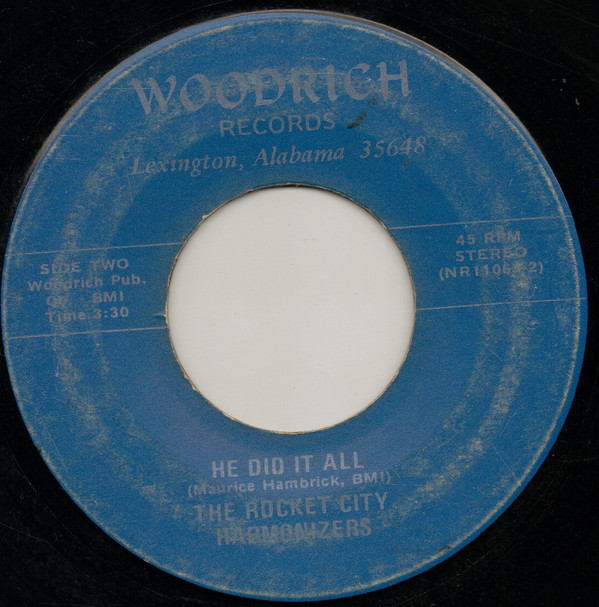 WOODRICH
RECORDS
Lexington, Alabama 35648
SIDE TWO
Woodrich Pub.
Co. - BMI
Time: 3:30
45 RPM
STEREO
HE DID IT ALL
(Maurice Hambrick, BMI)
THE ROCKET CITY
HARMONIZERS